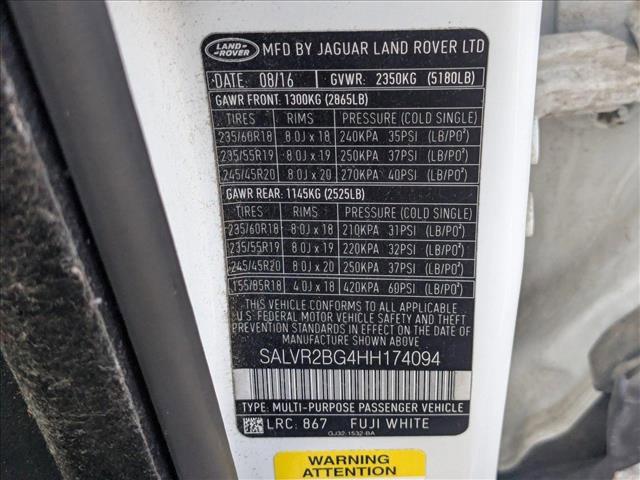 LAND-
ROVER
MFD BY JAGUAR LAND ROVER LTD
DATE 08/16 GVWR: 2350KG (5180LB)
GAWR FRONT: 1300KG (2865LB)
TIRES RIMS PRESSURE (COLD SINGLE)
235/60R18 8.0J x 18 240KPA 35PSI (LB/PO²)
235/55R19 8.0J x 19 250KPA 37PSI (LB/PO²)
245/45R20 8.0J x 20 270KPA 40PSI (LB/PO²)
GAWR REAR: 1145KG (2525LB)
TIRES RIMS PRESSURE (COLD SINGLE)
235/60R18 8.0J x 18 210KPA 31PSI (LB/PO²)
235/55R19 8.0J x 19 220KPA 32PSI (LB/PO²)
245/45R20 8.0J x 20 250KPA 37PSI (LB/PO²)
T155/85R18 4.0J x 18 420KPA 60PSI (LB/PO²)
THIS VEHICLE CONFORMS TO ALL APPLICABLE
U.S. FEDERAL MOTOR VEHICLE SAFETY AND THEFT
PREVENTION STANDARDS IN EFFECT ON THE
DATE OF MANUFACTURE SHOWN ABOVE
SALVR2BG4HH174094
TYPE: MULTI-PURPOSE PASSENGER VEHICLE
LRC: 867 FUJI WHITE
GJ32-1532-BA
WARNING
ATTENTION